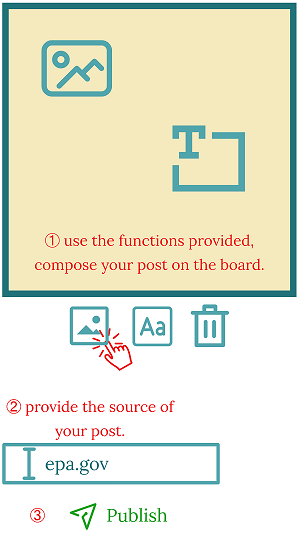 T
① use the functions provided,
compose your post on the board.
Aa
② provide the source of
your post.
epa.gov
③ Publish